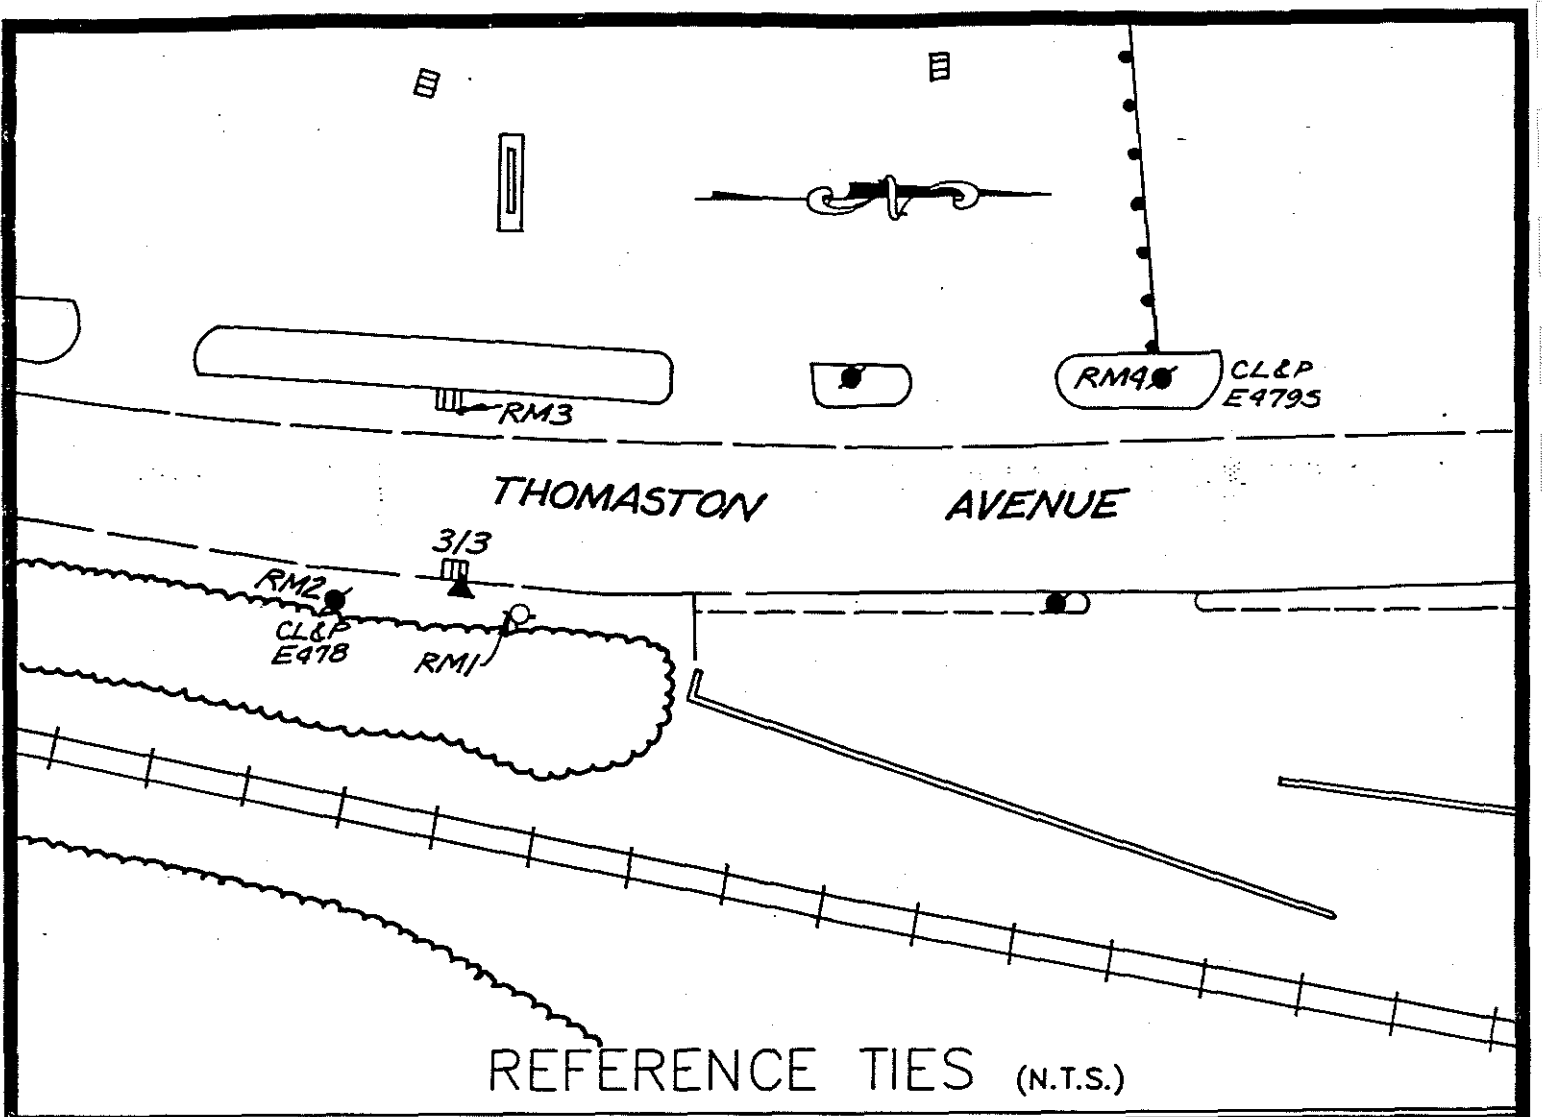 RM4
CL&P
E4795
RM3
THOMASTON AVENUE
3/3
RM2
CL&P
E478
RM1
REFERENCE TIES (N.T.S.)